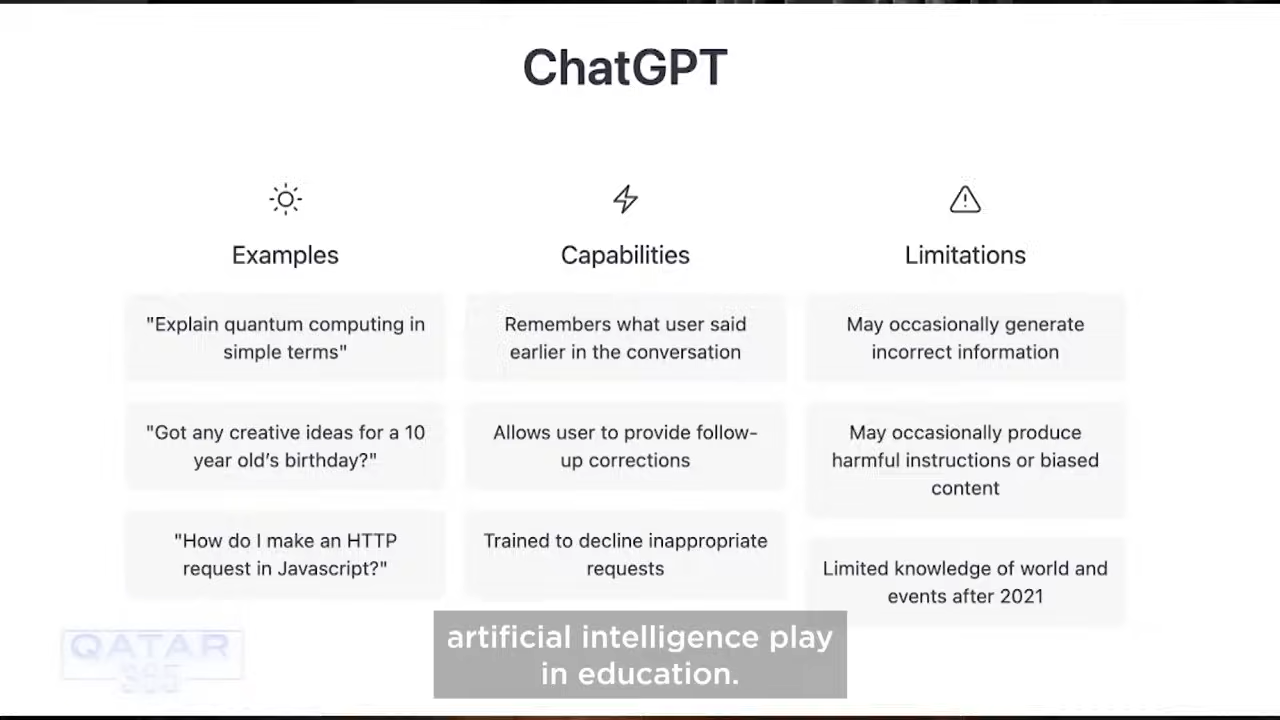 ChatGPT
Examples
"Explain quantum computing in
simple terms"
"Got any creative ideas for a 10
year old's birthday?"
"How do I make an HTTP
request in Javascript?"
Capabilities
Remembers what user said
earlier in the conversation
Allows user to provide follow-
up corrections
Trained to decline inappropriate
requests
Limitations
May occasionally generate
incorrect information
May occasionally produce
harmful instructions or biased
content
Limited knowledge of world and
events after 2021
QATAR
365
artificial intelligence play
in education.